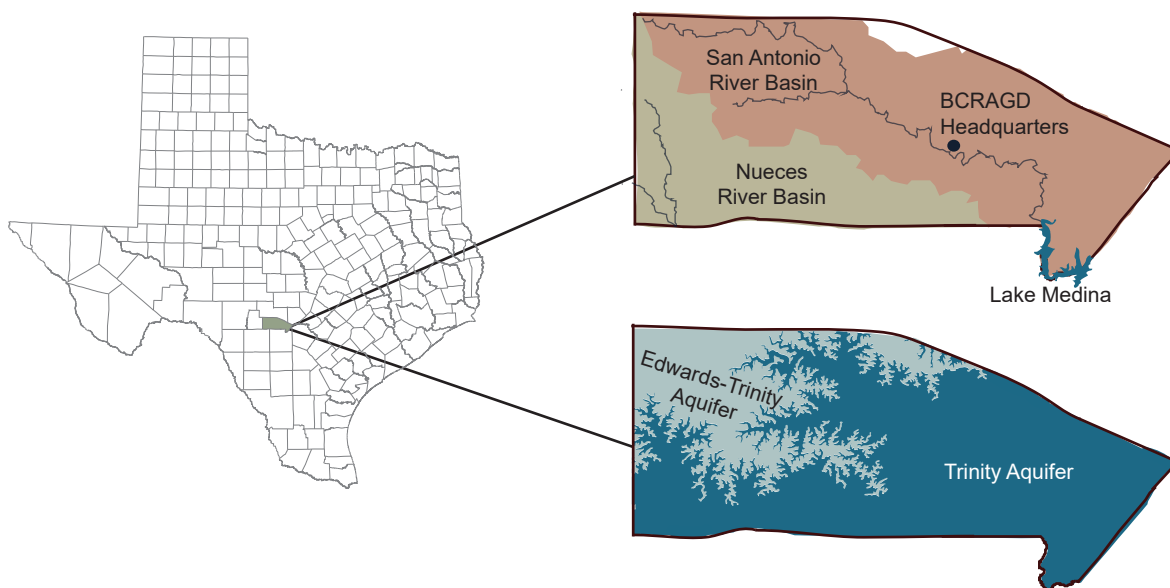 San Antonio
River Basin
BCRAGD
Headquarters
Nueces
River Basin
Lake Medina
Edwards-Trinity
Aquifer
Trinity Aquifer